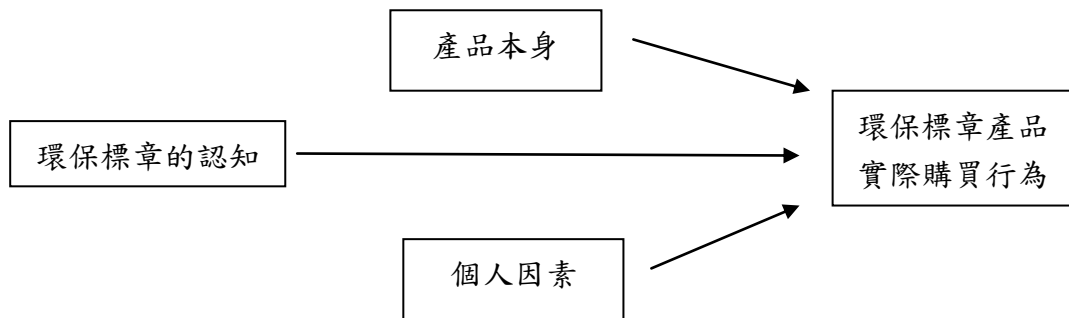 產品本身
環保標章的認知
環保標章產品
實際購買行為
個人因素